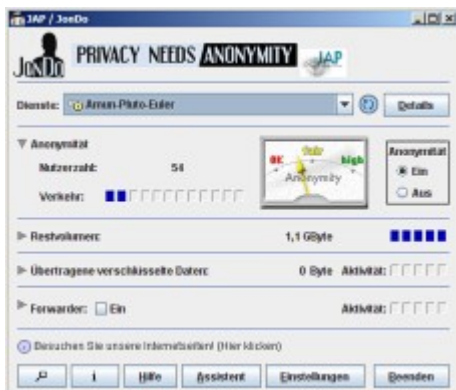 JAP / JonDo
JonDo PRIVACY NEEDS ANONYMITY JAP
Dienste: Amun-Pluto-Euler Details
Anonymität
Nutzerzahl: 54
Verkehr:
OK fair high
Anonymity
Anonymität
Ein
Aus
Restvolumen: 1,1 GByte
Übertragene verschlüsselte Daten: 0 Byte Aktivität:
Forwarder: Ein Aktivität:
Besuchen Sie unsere Internetseiten! (Hier klicken)
i Hilfe Assistent Einstellungen Beenden